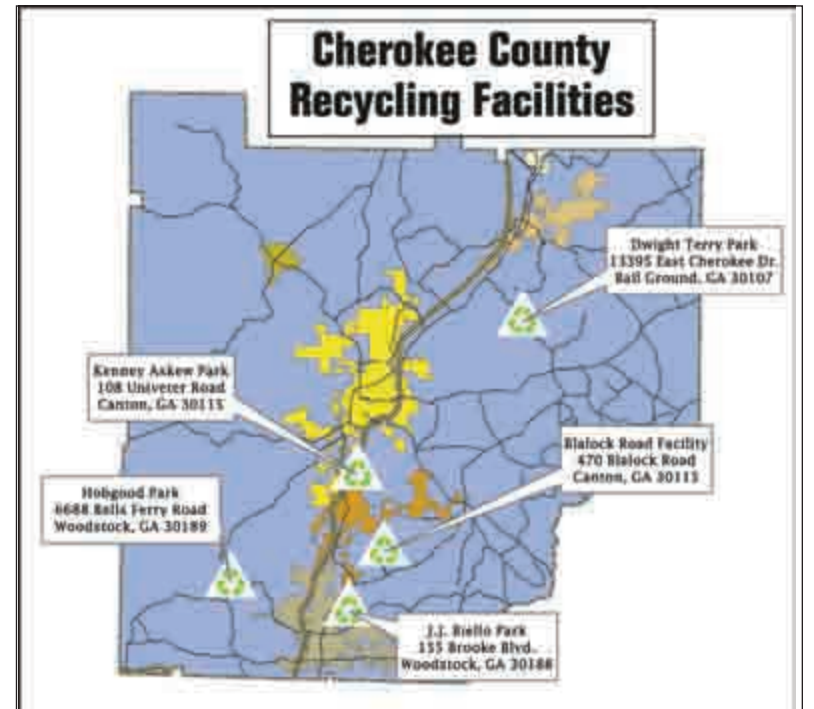 Cherokee County
Recycling Facilities
Dwight Terry Park
East Cherokee Dr.
Ball Ground, GA 30107
Kenney Askew Park
108 Univeter Road
Canton, GA 30115
Blalock Road Facility
470 Blalock Road
Canton, GA
Hobgood Park
6688 Bells Ferry Road
Woodstock, GA 30189
J.J. Biello Park
155 Brooke Blvd.
Woodstock, GA 30188